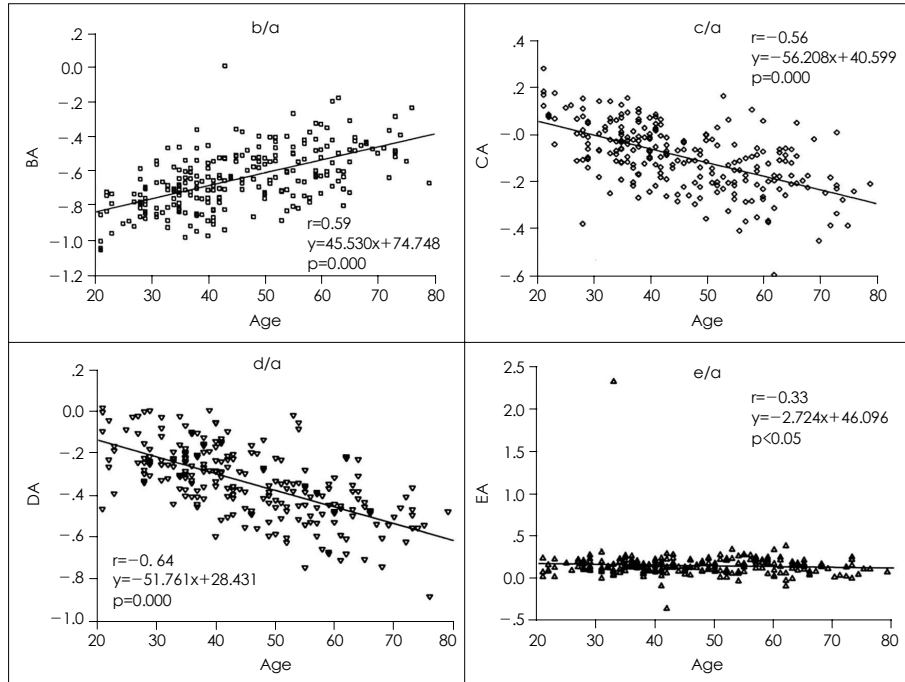 b/a
.2
0.0
−.2
−.4
−.6
−.8
−1.0
−1.2
BA
r=0.59
y=45.530x+74.748
p=0.000
20 30 40 50 60 70 80
Age
c/a
.4
.2
−.0
−.2
−.4
−.6
CA
r=−0.56
y=−56.208x+40.599
p=0.000
20 30 40 50 60 70 80
Age
d/a
.2
0.0
−.2
−.4
−.6
−.8
−1.0
DA
r=−0. 64
y=−51.761x+28.431
p=0.000
20 30 40 50 60 70 80
Age
e/a
2.5
2.0
1.5
1.0
.5
0.0
−.5
EA
r=−0.33
y=−2.724x+46.096
p<0.05
20 30 40 50 60 70 80
Age